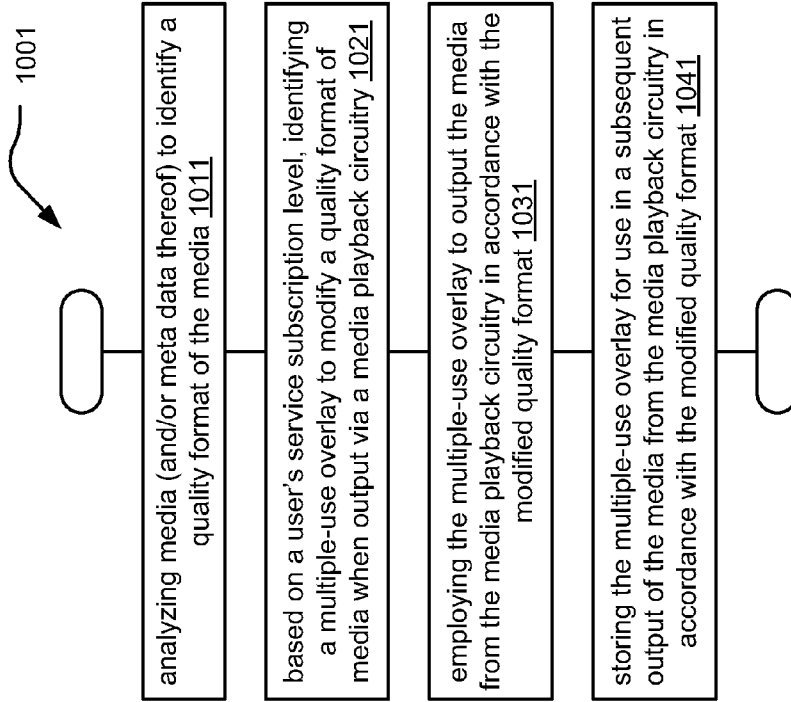 1001
analyzing media (and/or meta data thereof) to identify a
quality format of the media 1011
based on a user's service subscription level, identifying
a multiple-use overlay to modify a quality format of
media when output via a media playback circuitry 1021
employing the multiple-use overlay to output the media
from the media playback circuitry in accordance with the
modified quality format 1031
storing the multiple-use overlay for use in a subsequent
output of the media from the media playback circuitry in
accordance with the modified quality format 1041